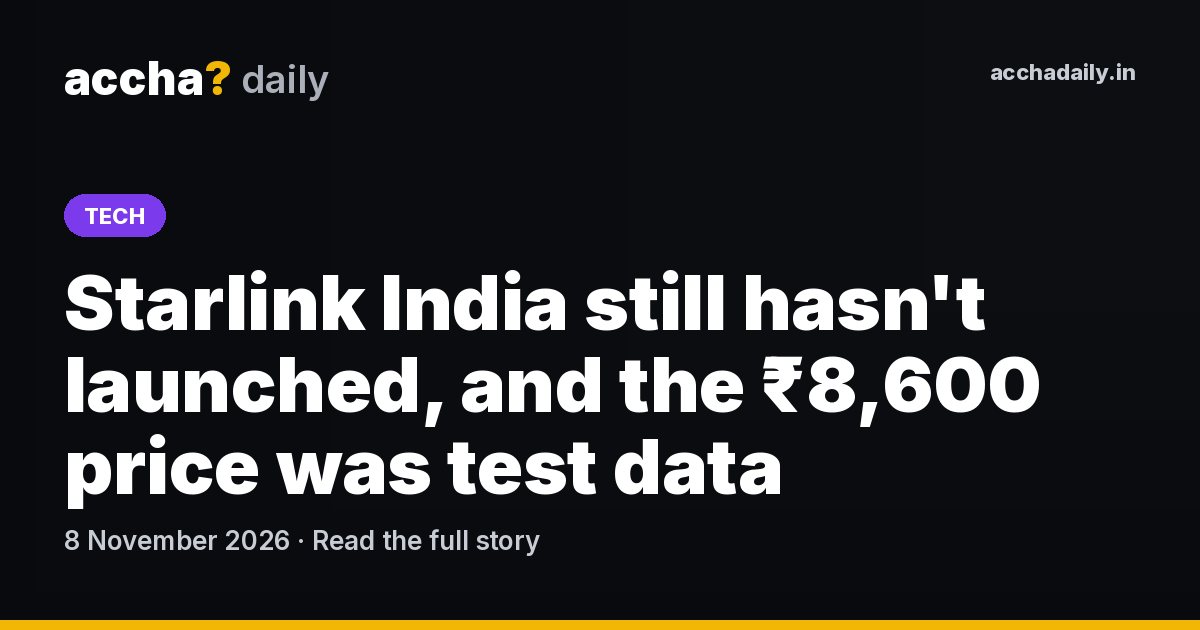 accha? daily
acchadaily.in
TECH
Starlink India still hasn't
launched, and the ₹8,600
price was test data
8 November 2026 · Read the full story